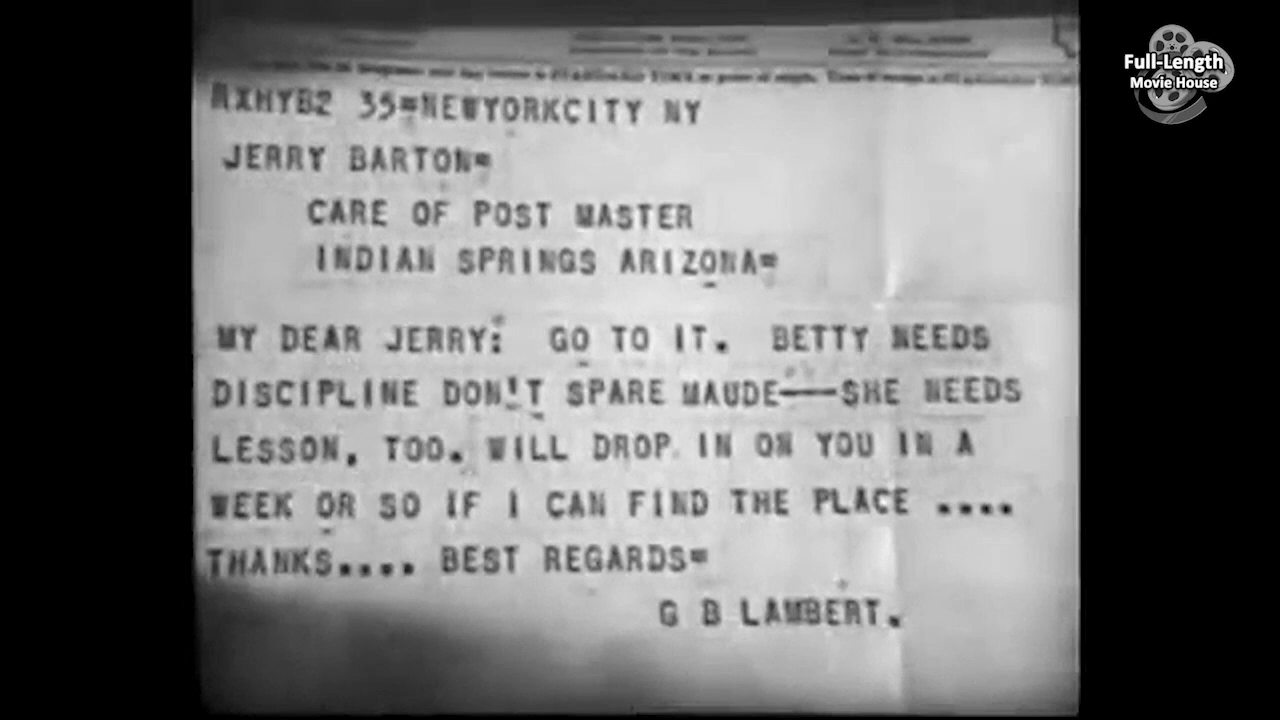 Full-Length
Movie House
RXHYB2 35=NEWYORKCITY NY
JERRY BARTON=
CARE OF POST MASTER
INDIAN SPRINGS ARIZONA=
MY DEAR JERRY: GO TO IT. BETTY NEEDS
DISCIPLINE DON'T SPARE MAUDE——SHE NEEDS
LESSON, TOO. WILL DROP IN ON YOU IN A
WEEK OR SO IF I CAN FIND THE PLACE ....
THANKS.... BEST REGARDS=
G B LAMBERT.